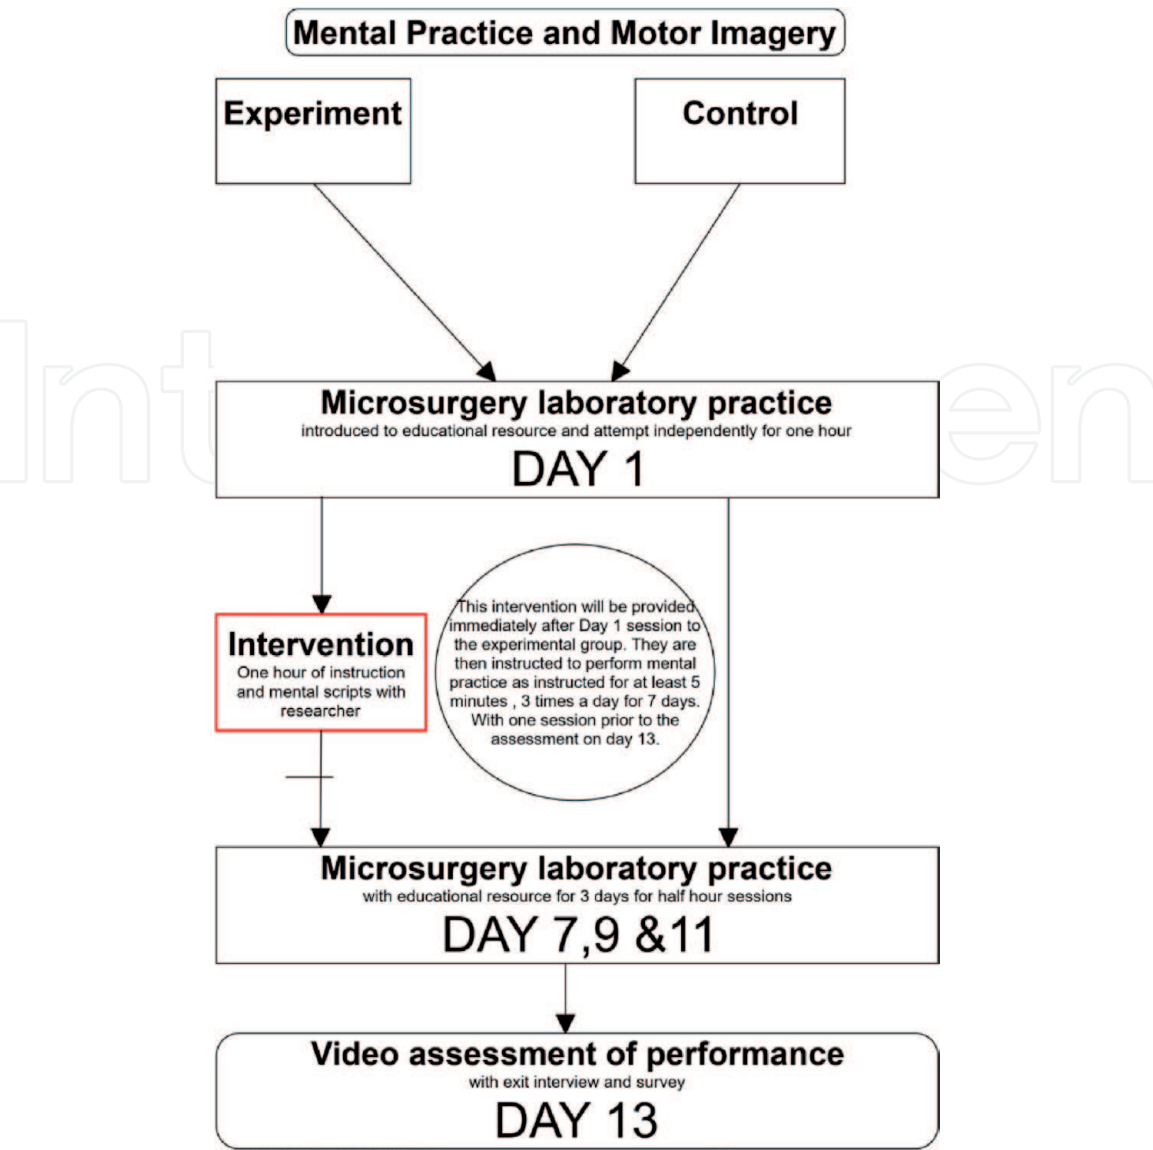 Mental Practice and Motor Imagery
Experiment
Control
Microsurgery laboratory practice
introduced to educational resource and attempt independently for one hour
DAY 1
Intervention
One hour of instruction
and mental scripts with
researcher
This intervention will be provided
immediately after Day 1 session to
the experimental group. They are
then instructed to perform mental
practice as instructed for at least 5
minutes , 3 times a day for 7 days.
With one session prior to the
assessment on day 13.
Microsurgery laboratory practice
with educational resource for 3 days for half hour sessions
DAY 7,9 &11
Video assessment of performance
with exit interview and survey
DAY 13